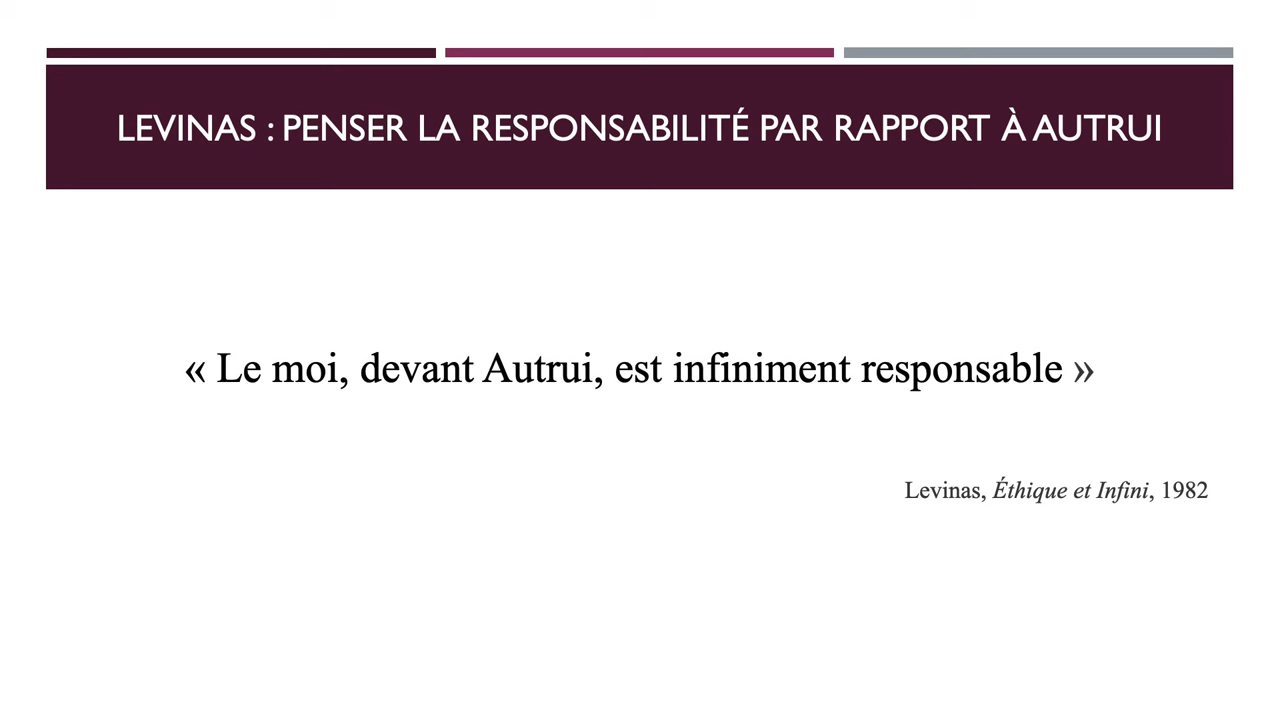 LEVINAS : PENSER LA RESPONSABILITÉ PAR RAPPORT À AUTRUI
« Le moi, devant Autrui, est infiniment responsable »
Levinas, Éthique et Infini, 1982